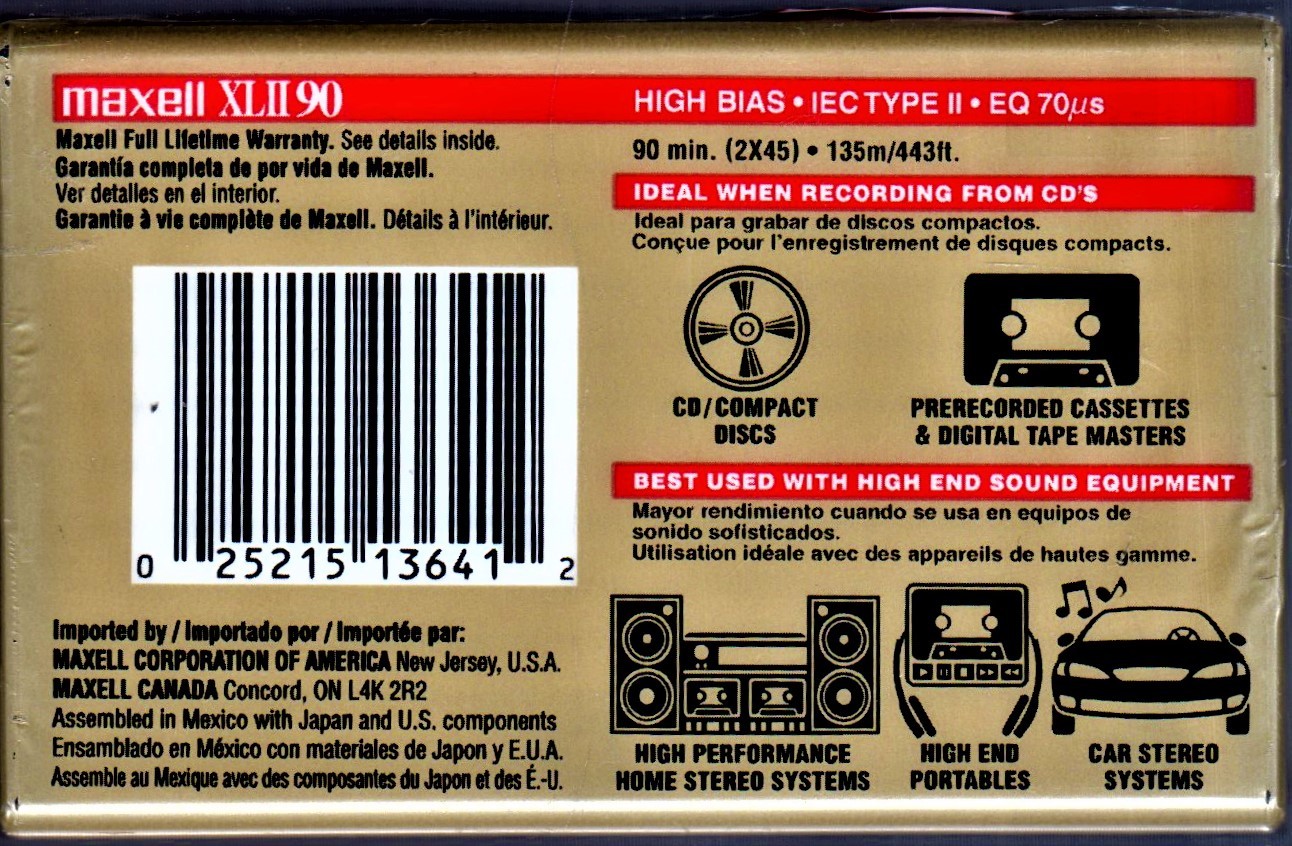 maxell XLII 90
Maxell Full Lifetime Warranty. See details inside.
Garantía completa de por vida de Maxell.
Ver detalles en el interior.
Garantie à vie complète de Maxell. Détails à l'intérieur.
0 25215 13641 2
Imported by / Importado por / Importée par:
MAXELL CORPORATION OF AMERICA New Jersey, U.S.A.
MAXELL CANADA Concord, ON L4K 2R2
Assembled in Mexico with Japan and U.S. components
Ensamblado en México con materiales de Japon y E.U.A.
Assemble au Mexique avec des composantes du Japon et des É.-U.
HIGH BIAS • IEC TYPE II • EQ 70µs
90 min. (2X45) • 135m/443ft.
IDEAL WHEN RECORDING FROM CD'S
Ideal para grabar de discos compactos.
Conçue pour l'enregistrement de disques compacts.
CD/COMPACT
DISCS
PRERECORDED CASSETTES
& DIGITAL TAPE MASTERS
BEST USED WITH HIGH END SOUND EQUIPMENT
Mayor rendimiento cuando se usa en equipos de
sonido sofisticados.
Utilisation idéale avec des appareils de hautes gamme.
HIGH PERFORMANCE
HOME STEREO SYSTEMS
HIGH END
PORTABLES
CAR STEREO
SYSTEMS